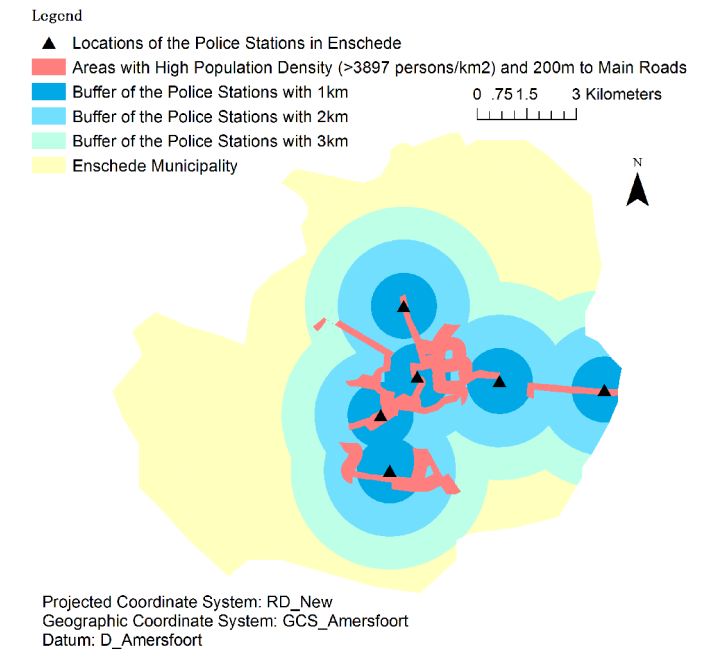 Legend
Locations of the Police Stations in Enschede
Areas with High Population Density (>3897 persons/km2) and 200m to Main Roads
Buffer of the Police Stations with 1km
Buffer of the Police Stations with 2km
Buffer of the Police Stations with 3km
Enschede Municipality
0 .75 1.5 3 Kilometers
N
Projected Coordinate System: RD_New
Geographic Coordinate System: GCS_Amersfoort
Datum: D_Amersfoort